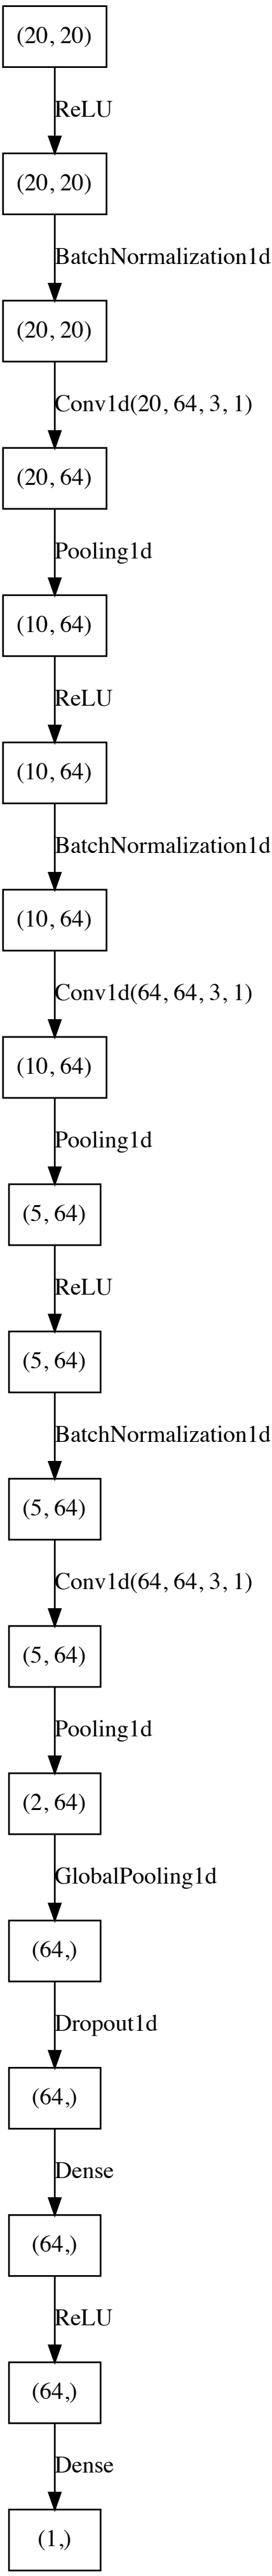 (20, 20)
ReLU
(20, 20)
BatchNormalization1d
(20, 20)
Conv1d(20, 64, 3, 1)
(20, 64)
Pooling1d
(10, 64)
ReLU
(10, 64)
BatchNormalization1d
(10, 64)
Conv1d(64, 64, 3, 1)
(10, 64)
Pooling1d
(5, 64)
ReLU
(5, 64)
BatchNormalization1d
(5, 64)
Conv1d(64, 64, 3, 1)
(5, 64)
Pooling1d
(2, 64)
GlobalPooling1d
(64,)
Dropout1d
(64,)
Dense
(64,)
ReLU
(64,)
Dense
(1,)